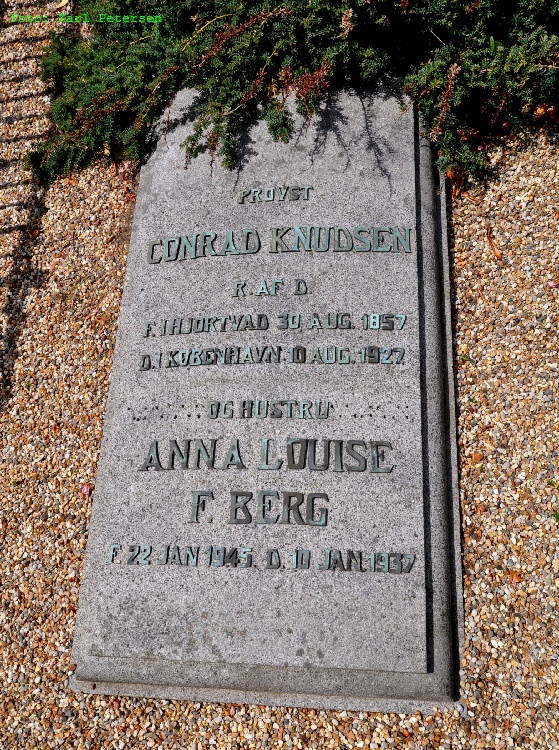 Foto: Karl Petersen
PROVST
CONRAD KNUDSEN
R. AF D.
F. I HJORTVAD 30 AUG. 1857
D. I KØBENHAVN. 10 AUG. 1927.
OG HUSTRU
ANNA LOUISE
F. BERG
F. 22 JAN 1945. D. 10 JAN. 1937